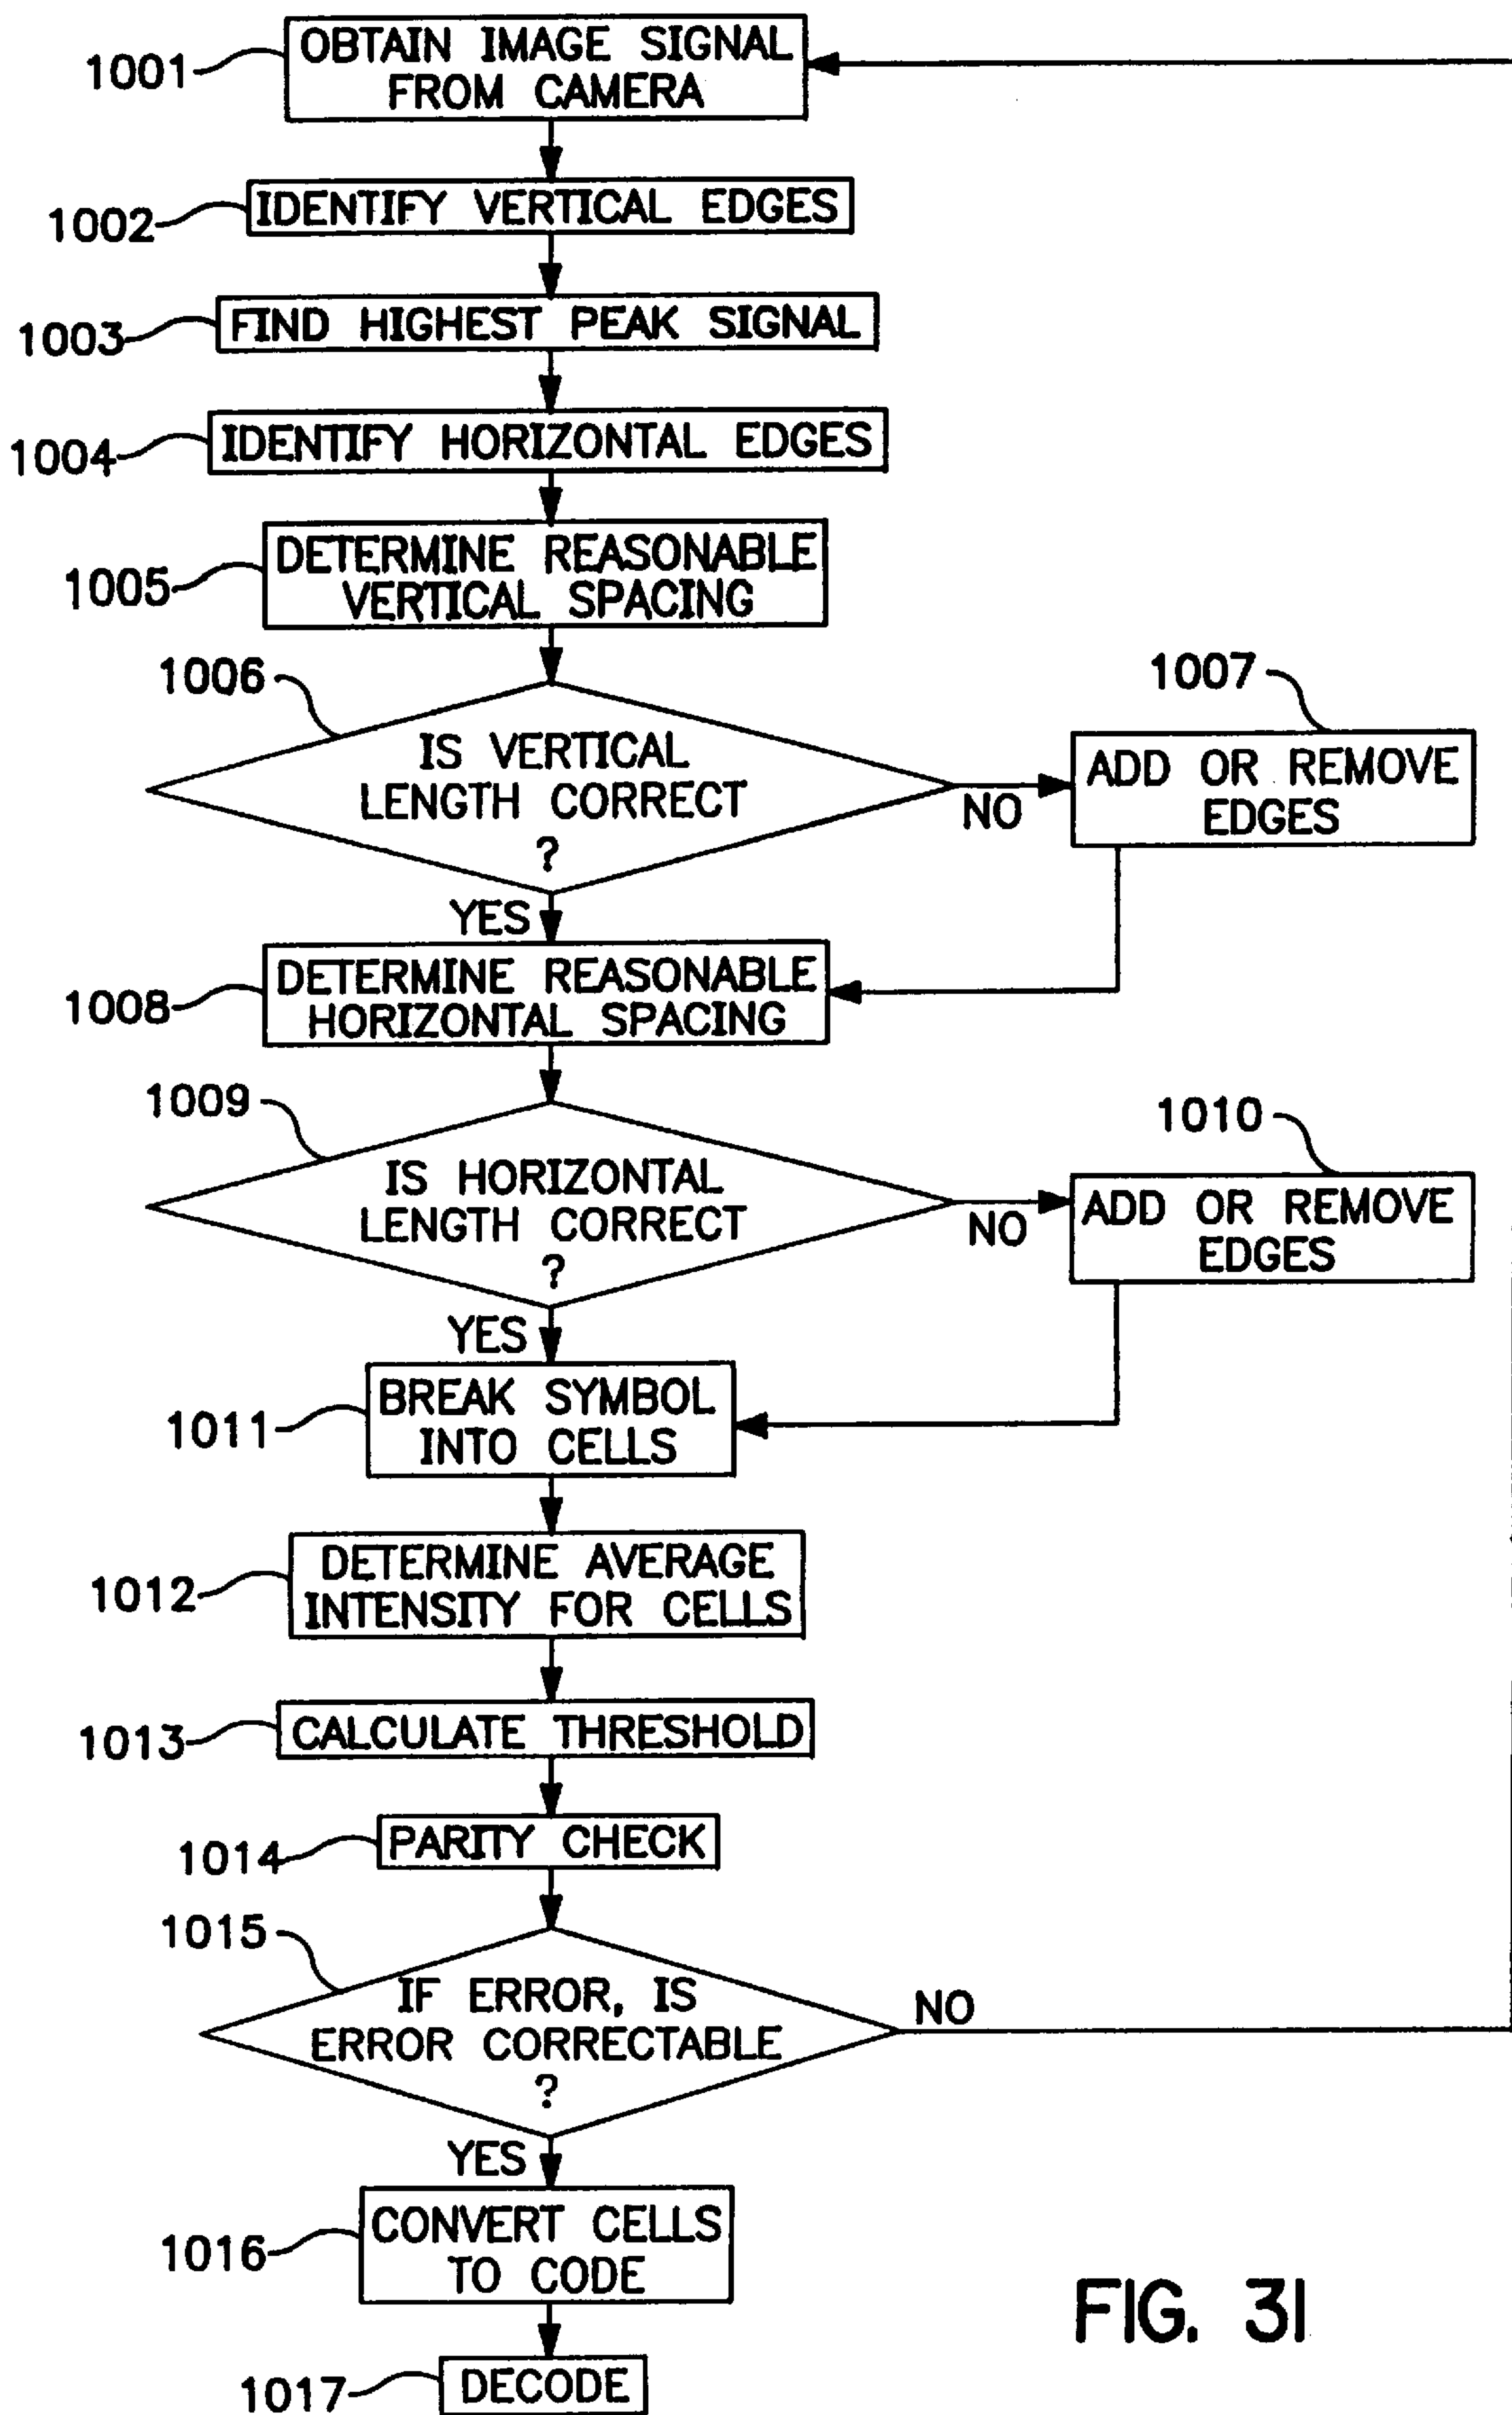 1001
OBTAIN IMAGE SIGNAL
FROM CAMERA
1002
IDENTIFY VERTICAL EDGES
1003
FIND HIGHEST PEAK SIGNAL
1004
IDENTIFY HORIZONTAL EDGES
1005
DETERMINE REASONABLE
VERTICAL SPACING
1006
IS VERTICAL
LENGTH CORRECT
?
NO
1007
ADD OR REMOVE
EDGES
YES
1008
DETERMINE REASONABLE
HORIZONTAL SPACING
1009
IS HORIZONTAL
LENGTH CORRECT
?
NO
1010
ADD OR REMOVE
EDGES
YES
1011
BREAK SYMBOL
INTO CELLS
1012
DETERMINE AVERAGE
INTENSITY FOR CELLS
1013
CALCULATE THRESHOLD
1014
PARITY CHECK
1015
IF ERROR, IS
ERROR CORRECTABLE
?
NO
YES
1016
CONVERT CELLS
TO CODE
1017
DECODE
FIG. 31